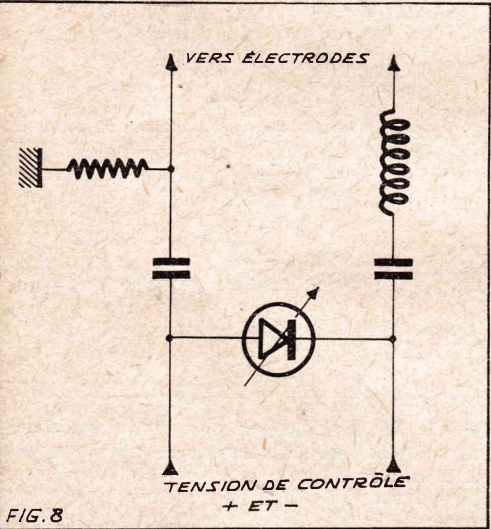 VERS ÉLECTRODES
TENSION DE CONTRÔLE
+ ET -
FIG. 8